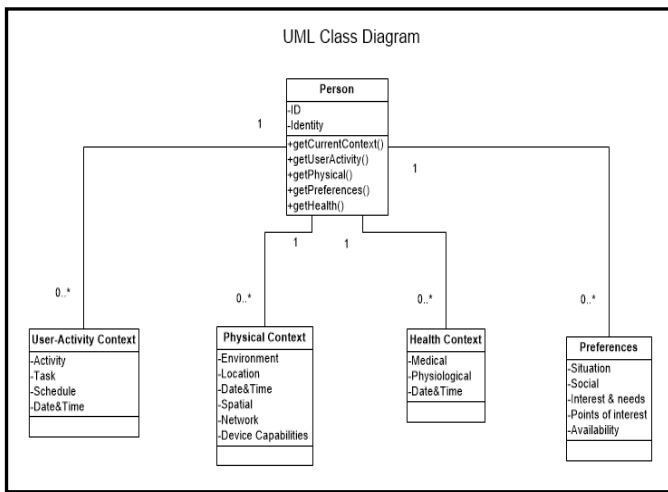 UML Class Diagram
Person
-ID
-Identity
+getCurrentContext()
+getUserActivity()
+getPhysical()
+getPreferences()
+getHealth()
1
1
1
1
0..*
0..*
0..*
0..*
User-Activity Context
-Activity
-Task
-Schedule
-Date&Time
Physical Context
-Environment
-Location
-Date&Time
-Spatial
-Network
-Device Capabilities
Health Context
-Medical
-Physiological
-Date&Time
Preferences
-Situation
-Social
-Interest & needs
-Points of interest
-Availability